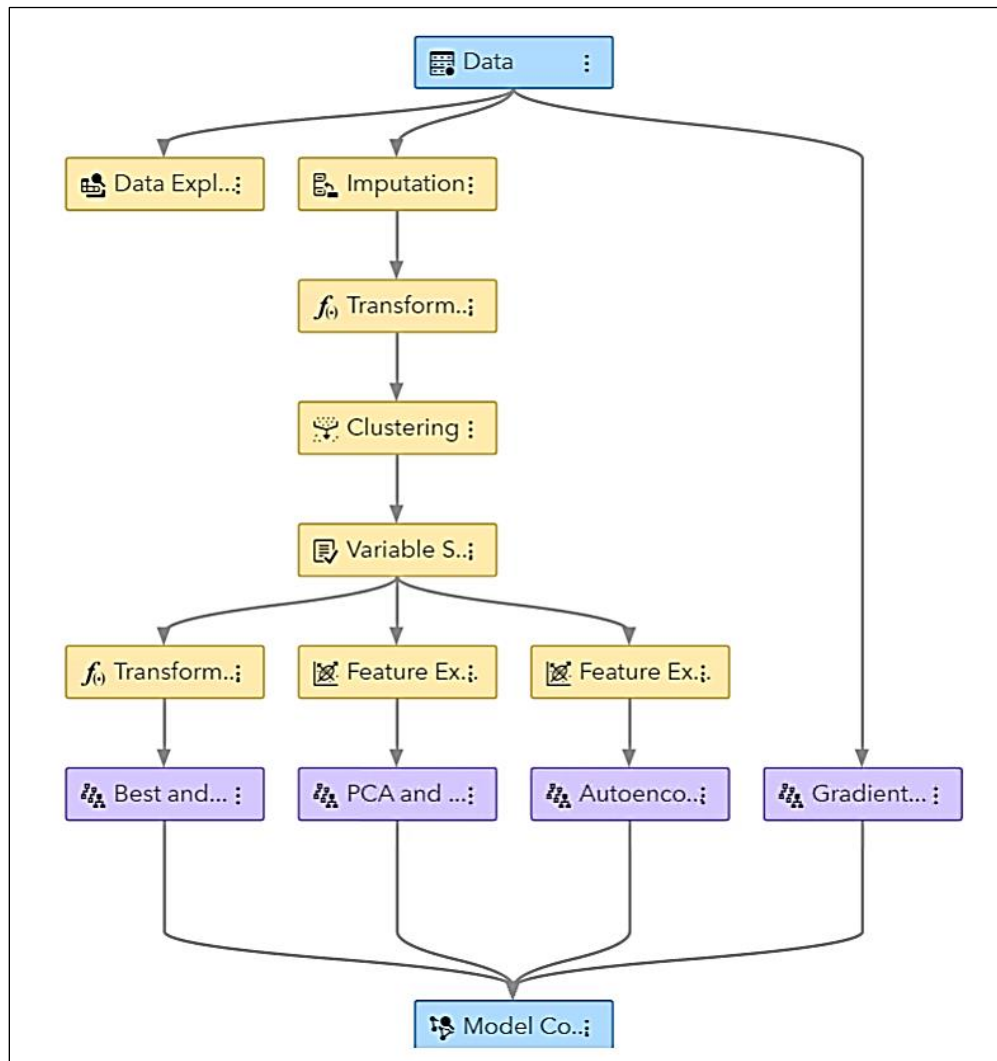 Data
Data Expl...
Imputation
Transform...
Clustering
Variable S...
Transform...
Feature Ex...
Feature Ex...
Best and...
PCA and ...
Autoenco...
Gradient...
Model Co...